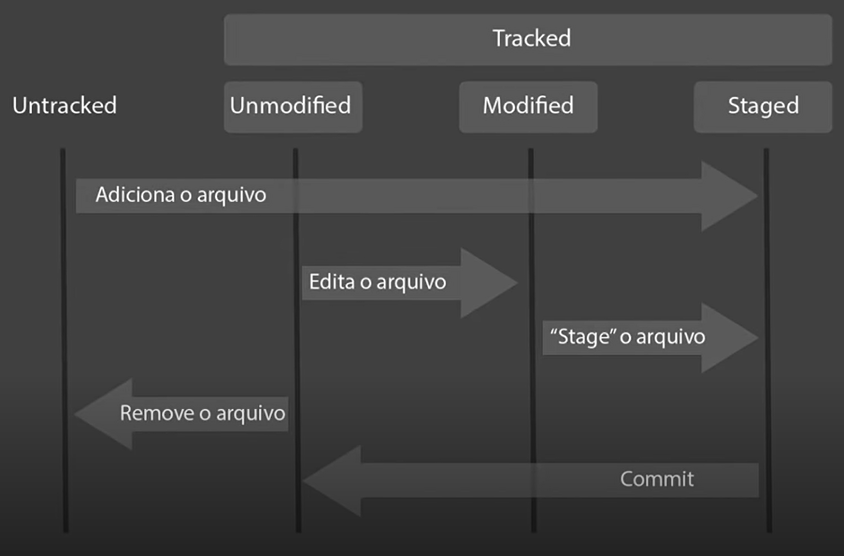 Tracked
Untracked
Unmodified
Modified
Staged
Adiciona o arquivo
Edita o arquivo
“Stage” o arquivo
Remove o arquivo
Commit